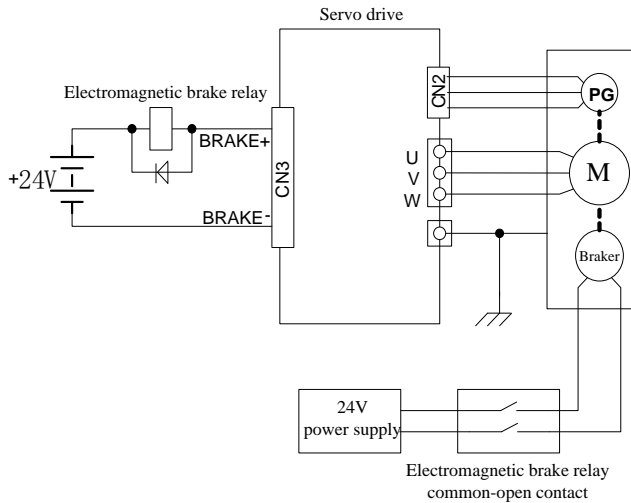 Servo drive
Electromagnetic brake relay
CN2
PG
BRAKE+
+24V
CN3
U
V
W
M
BRAKE-
Braker
24V
power supply
Electromagnetic brake relay
common-open contact